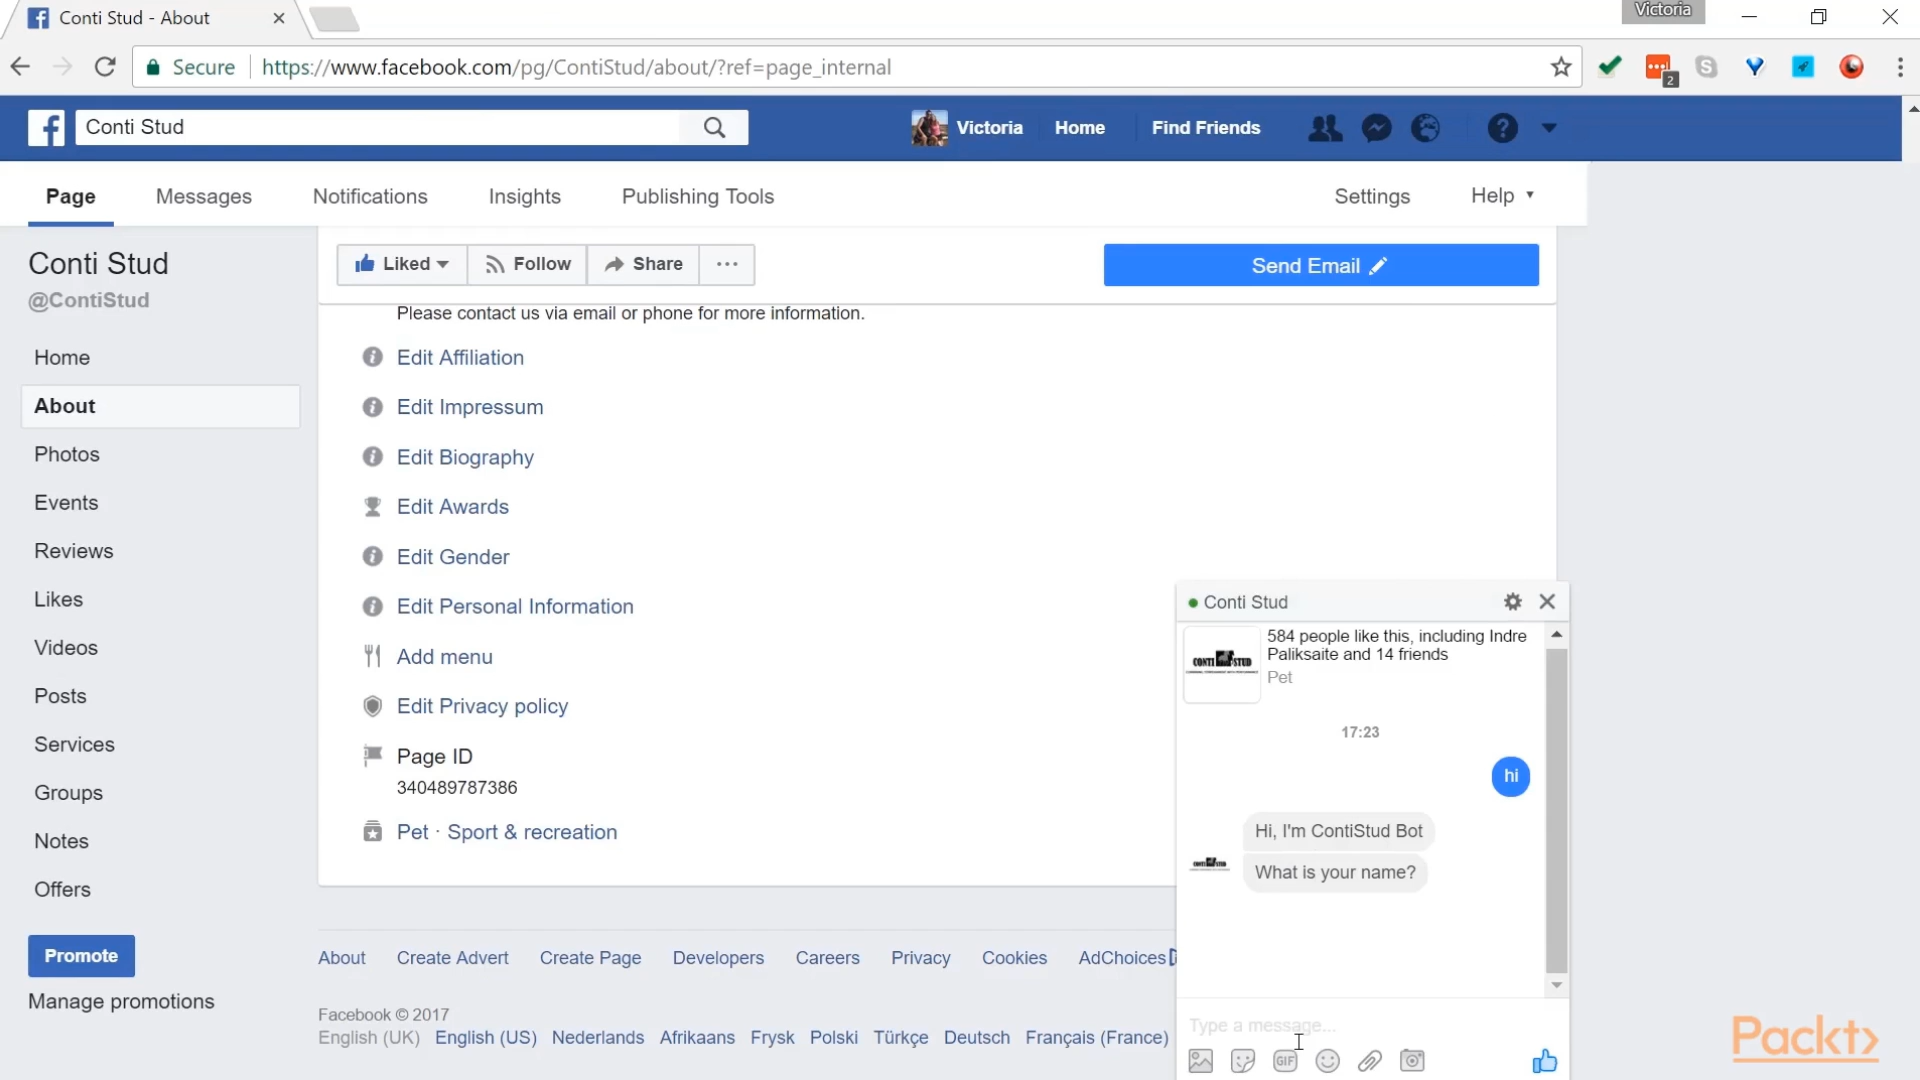 Conti Stud - About
Victoria
Secure
https://www.facebook.com/pg/ContiStud/about/?ref=page_internal
2
Conti Stud
Victoria
Home
Find Friends
Page
Messages
Notifications
Insights
Publishing Tools
Settings
Help
Conti Stud
@ContiStud
Home
About
Photos
Events
Reviews
Likes
Videos
Posts
Services
Groups
Notes
Offers
Promote
Manage promotions
Liked
Follow
Share
Send Email
Please contact us via email or phone for more information.
Edit Affiliation
Edit Impressum
Edit Biography
Edit Awards
Edit Gender
Edit Personal Information
Add menu
Edit Privacy policy
Page ID
340489787386
Pet · Sport & recreation
About
Create Advert
Create Page
Developers
Careers
Privacy
Cookies
AdChoices
Facebook © 2017
English (UK) English (US) Nederlands Afrikaans Frysk Polski Türkçe Deutsch Français (France)
Conti Stud
CONTI STUD
584 people like this, including Indre
Paliksaite and 14 friends
Pet
17:23
hi
Hi, I'm ContiStud Bot
What is your name?
Type a message...
GIF
Packt>